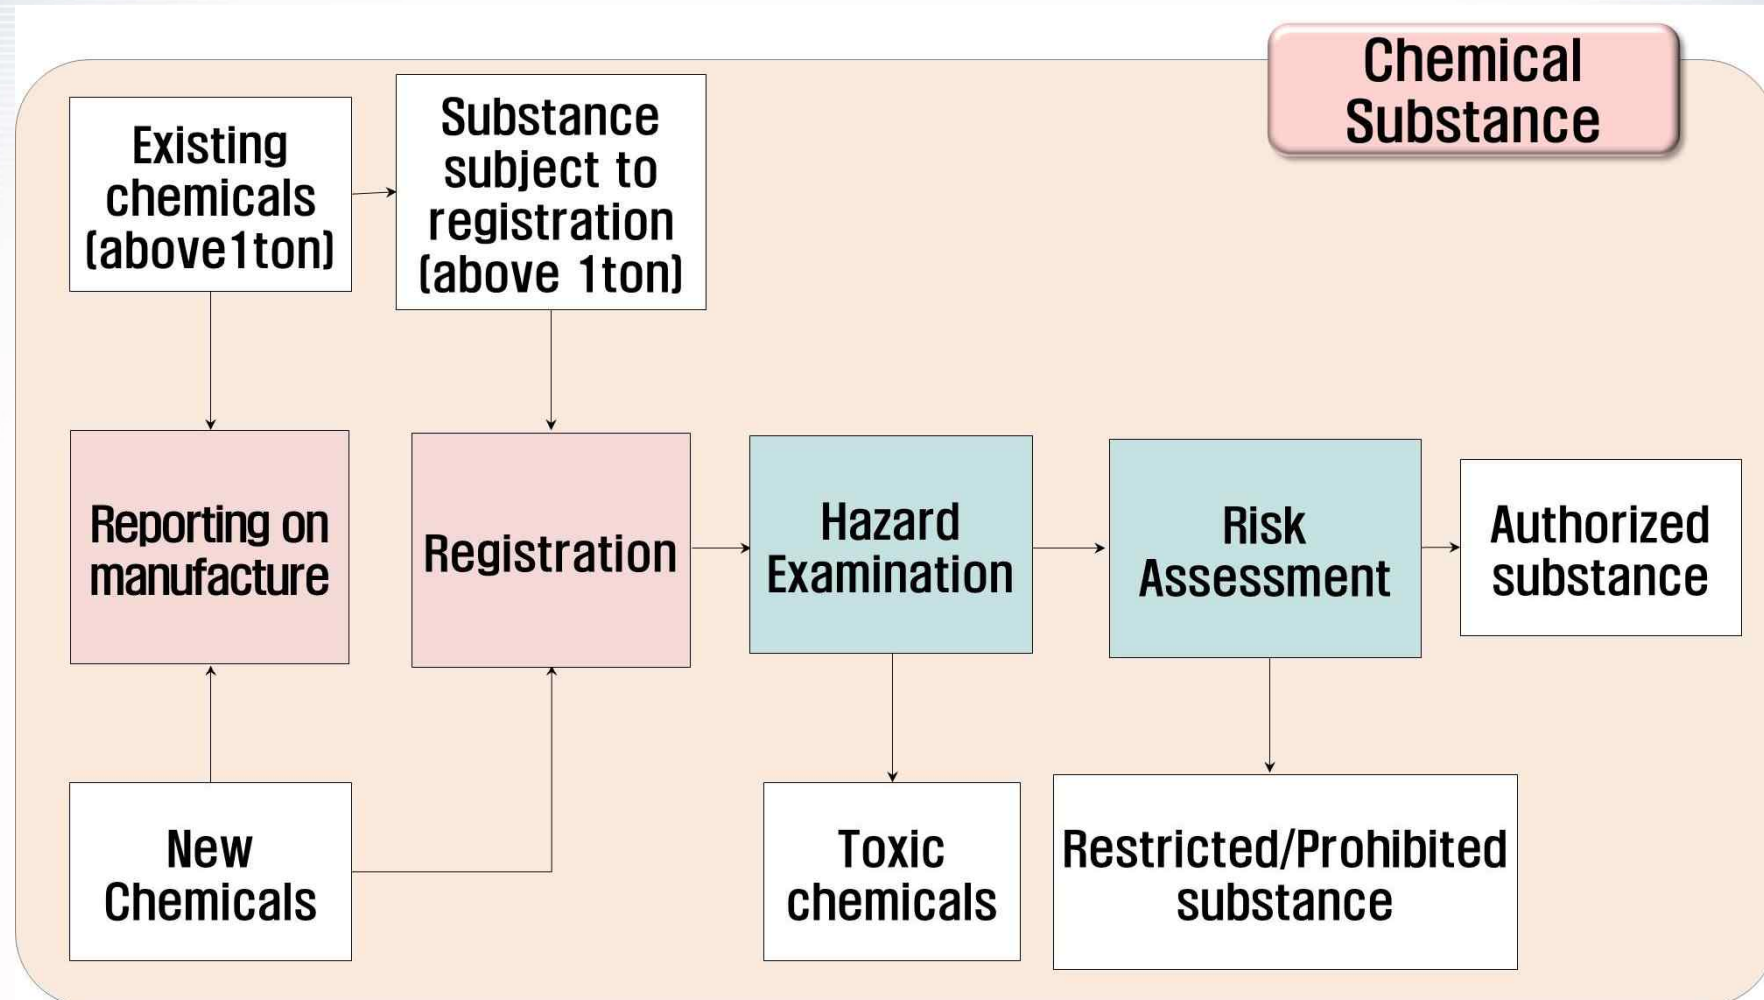 Chemical
Substance
Existing
chemicals
(above1ton)
Substance
subject to
registration
(above 1ton)
Reporting on
manufacture
Registration
Hazard
Examination
Risk
Assessment
Authorized
substance
New
Chemicals
Toxic
chemicals
Restricted/Prohibited
substance